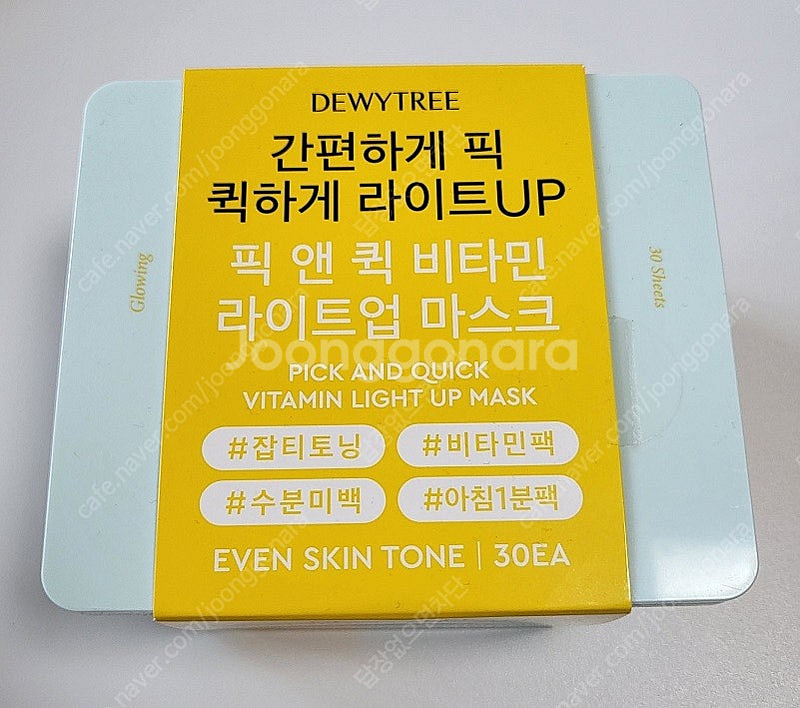 DEWYTREE
간편하게 픽
퀵하게 라이트UP
픽 앤 퀵 비타민
라이트업 마스크
Joonggonara
PICK AND QUICK
VITAMIN LIGHT UP MASK
#잡티토닝 #비타민팩
#수분미백 #아침1분팩
EVEN SKIN TONE | 30EA
Glowing
30 Sheets
cafe.naver.com/joonggonara